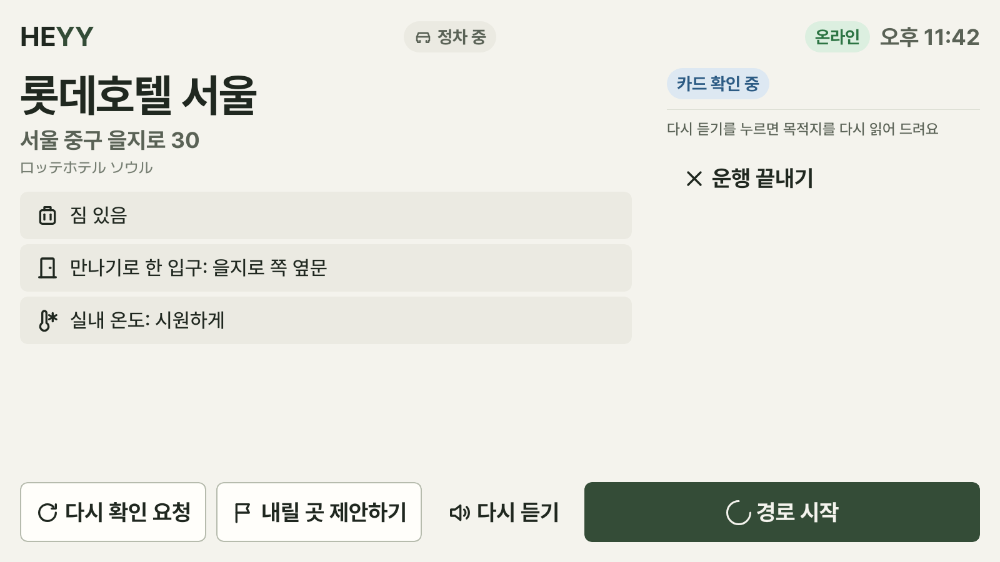 HEYY
정차 중
온라인
오후 11:42
롯데호텔 서울
서울 중구 을지로 30
ロッテホテル ソウル
짐 있음
만나기로 한 입구: 을지로 쪽 옆문
실내 온도: 시원하게
카드 확인 중
다시 듣기를 누르면 목적지를 다시 읽어 드려요
운행 끝내기
다시 확인 요청
내릴 곳 제안하기
다시 듣기
경로 시작